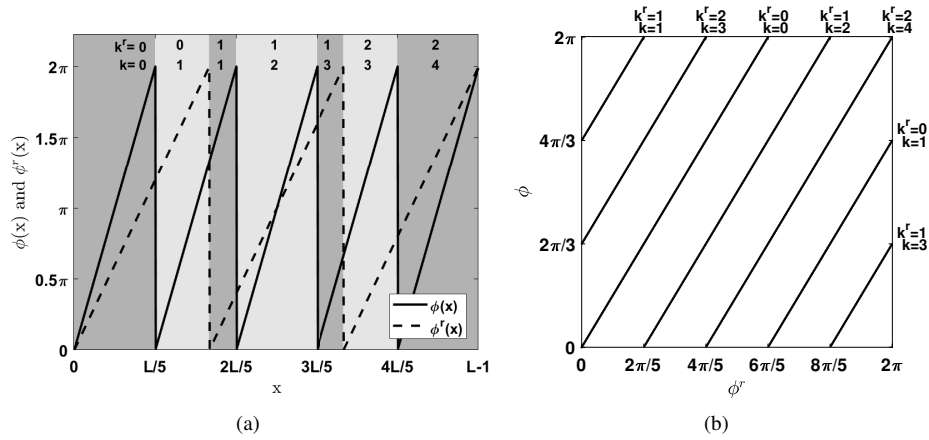 k^r= 0 0 1 1 1 2 2
k= 0 1 1 2 3 3 4
2π
1.5π
π
0.5π
0
ϕ(x) and ϕ^r(x)
ϕ(x)
ϕ^r(x)
0 L/5 2L/5 3L/5 4L/5 L-1
x
(a)
k^r=1 k^r=2 k^r=0 k^r=1 k^r=2
k=1 k=3 k=0 k=2 k=4
2π
4π/3
2π/3
0
ϕ
k^r=0
k=1
k^r=1
k=3
0 2π/5 4π/5 6π/5 8π/5 2π
ϕ^r
(b)